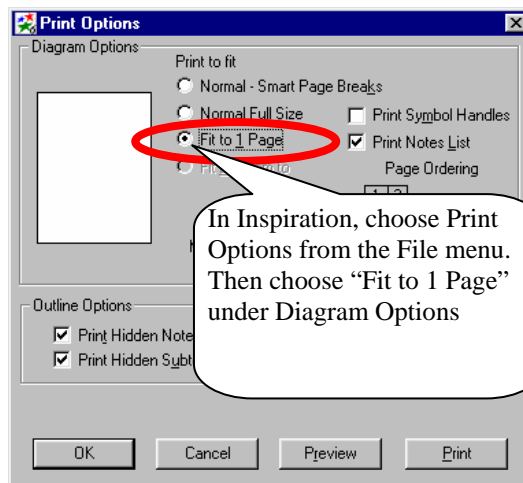 Print Options
Diagram Options
Print to fit
Normal - Smart Page Breaks
Normal Full Size
Print Symbol Handles
Fit to 1 Page
Print Notes List
Page Ordering
In Inspiration, choose Print
Options from the File menu.
Then choose “Fit to 1 Page”
under Diagram Options
Outline Options
Print Hidden
Print Hidden
OK
Cancel
Preview
Print